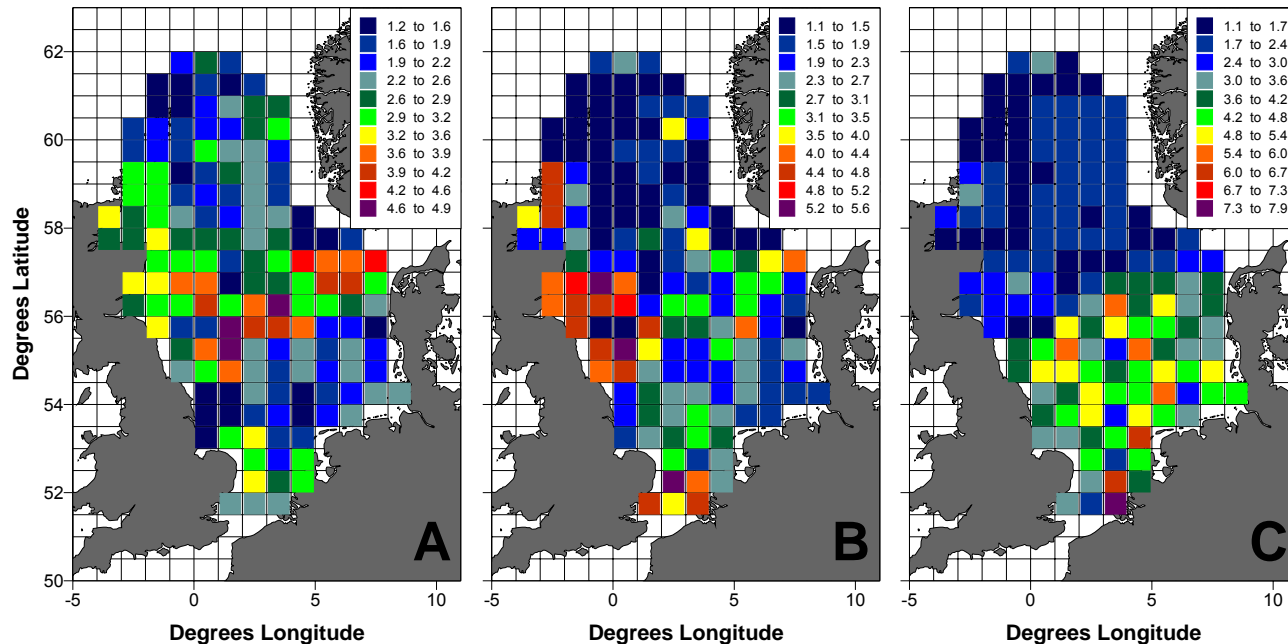 1.2 to 1.6
1.6 to 1.9
1.9 to 2.2
2.2 to 2.6
2.6 to 2.9
2.9 to 3.2
3.2 to 3.6
3.6 to 3.9
3.9 to 4.2
4.2 to 4.6
4.6 to 4.9
1.1 to 1.5
1.5 to 1.9
1.9 to 2.3
2.3 to 2.7
2.7 to 3.1
3.1 to 3.5
3.5 to 4.0
4.0 to 4.4
4.4 to 4.8
4.8 to 5.2
5.2 to 5.6
1.1 to 1.7
1.7 to 2.4
2.4 to 3.0
3.0 to 3.6
3.6 to 4.2
4.2 to 4.8
4.8 to 5.4
5.4 to 6.0
6.0 to 6.7
6.7 to 7.3
7.3 to 7.9
62
60
58
56
54
52
50
Degrees Latitude
A
B
C
-5 0 5 10
-5 0 5 10
-5 0 5 10
Degrees Longitude
Degrees Longitude
Degrees Longitude